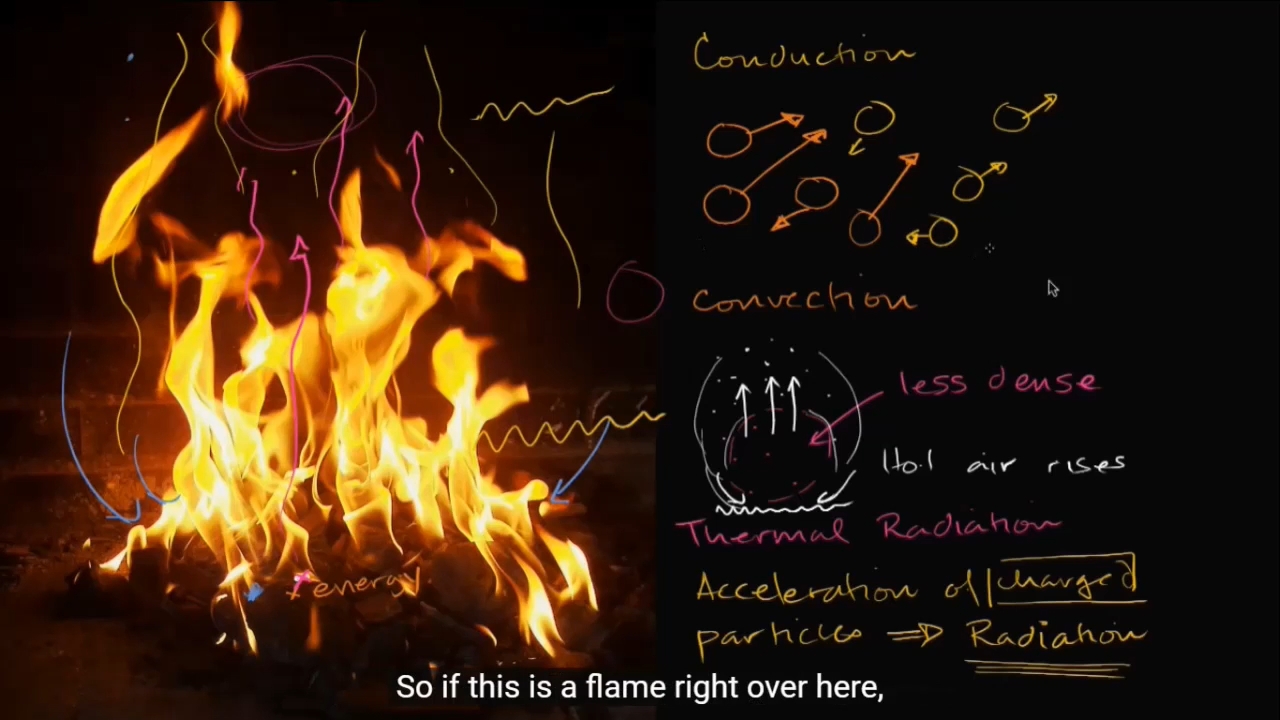 Conduction
Convection
less dense
Hot air rises
Thermal Radiation
Acceleration of charged
particles ⇒ Radiation
energy
So if this is a flame right over here,